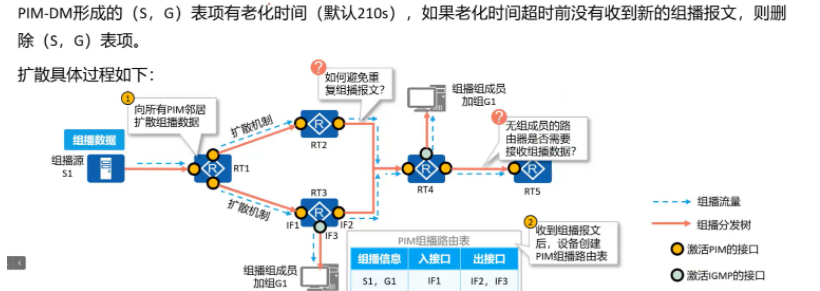 PIM-DM形成的（S，G）表项有老化时间（默认210s），如果老化时间超时前没有收到新的组播报文，则删
除（S，G）表项。
扩散具体过程如下：
1
向所有PIM邻居
扩散组播数据
?
如何避免重
复组播报文？
组播组成员
加组G1
?
无组成员的路
由器是否需要
接收组播数据？
组播数据
组播源
S1
扩散机制
R
RT1
R
RT2
扩散机制
RT3
R
IF1
IF2
IF3
R
RT4
R
RT5
组播流量
组播分发树
激活PIM的接口
激活IGMP的接口
2
收到组播报文
后，设备创建
PIM组播路由表
组播组成员
加组G1
PIM组播路由表
组播信息 入接口 出接口
S1，G1 IF1 IF2，IF3